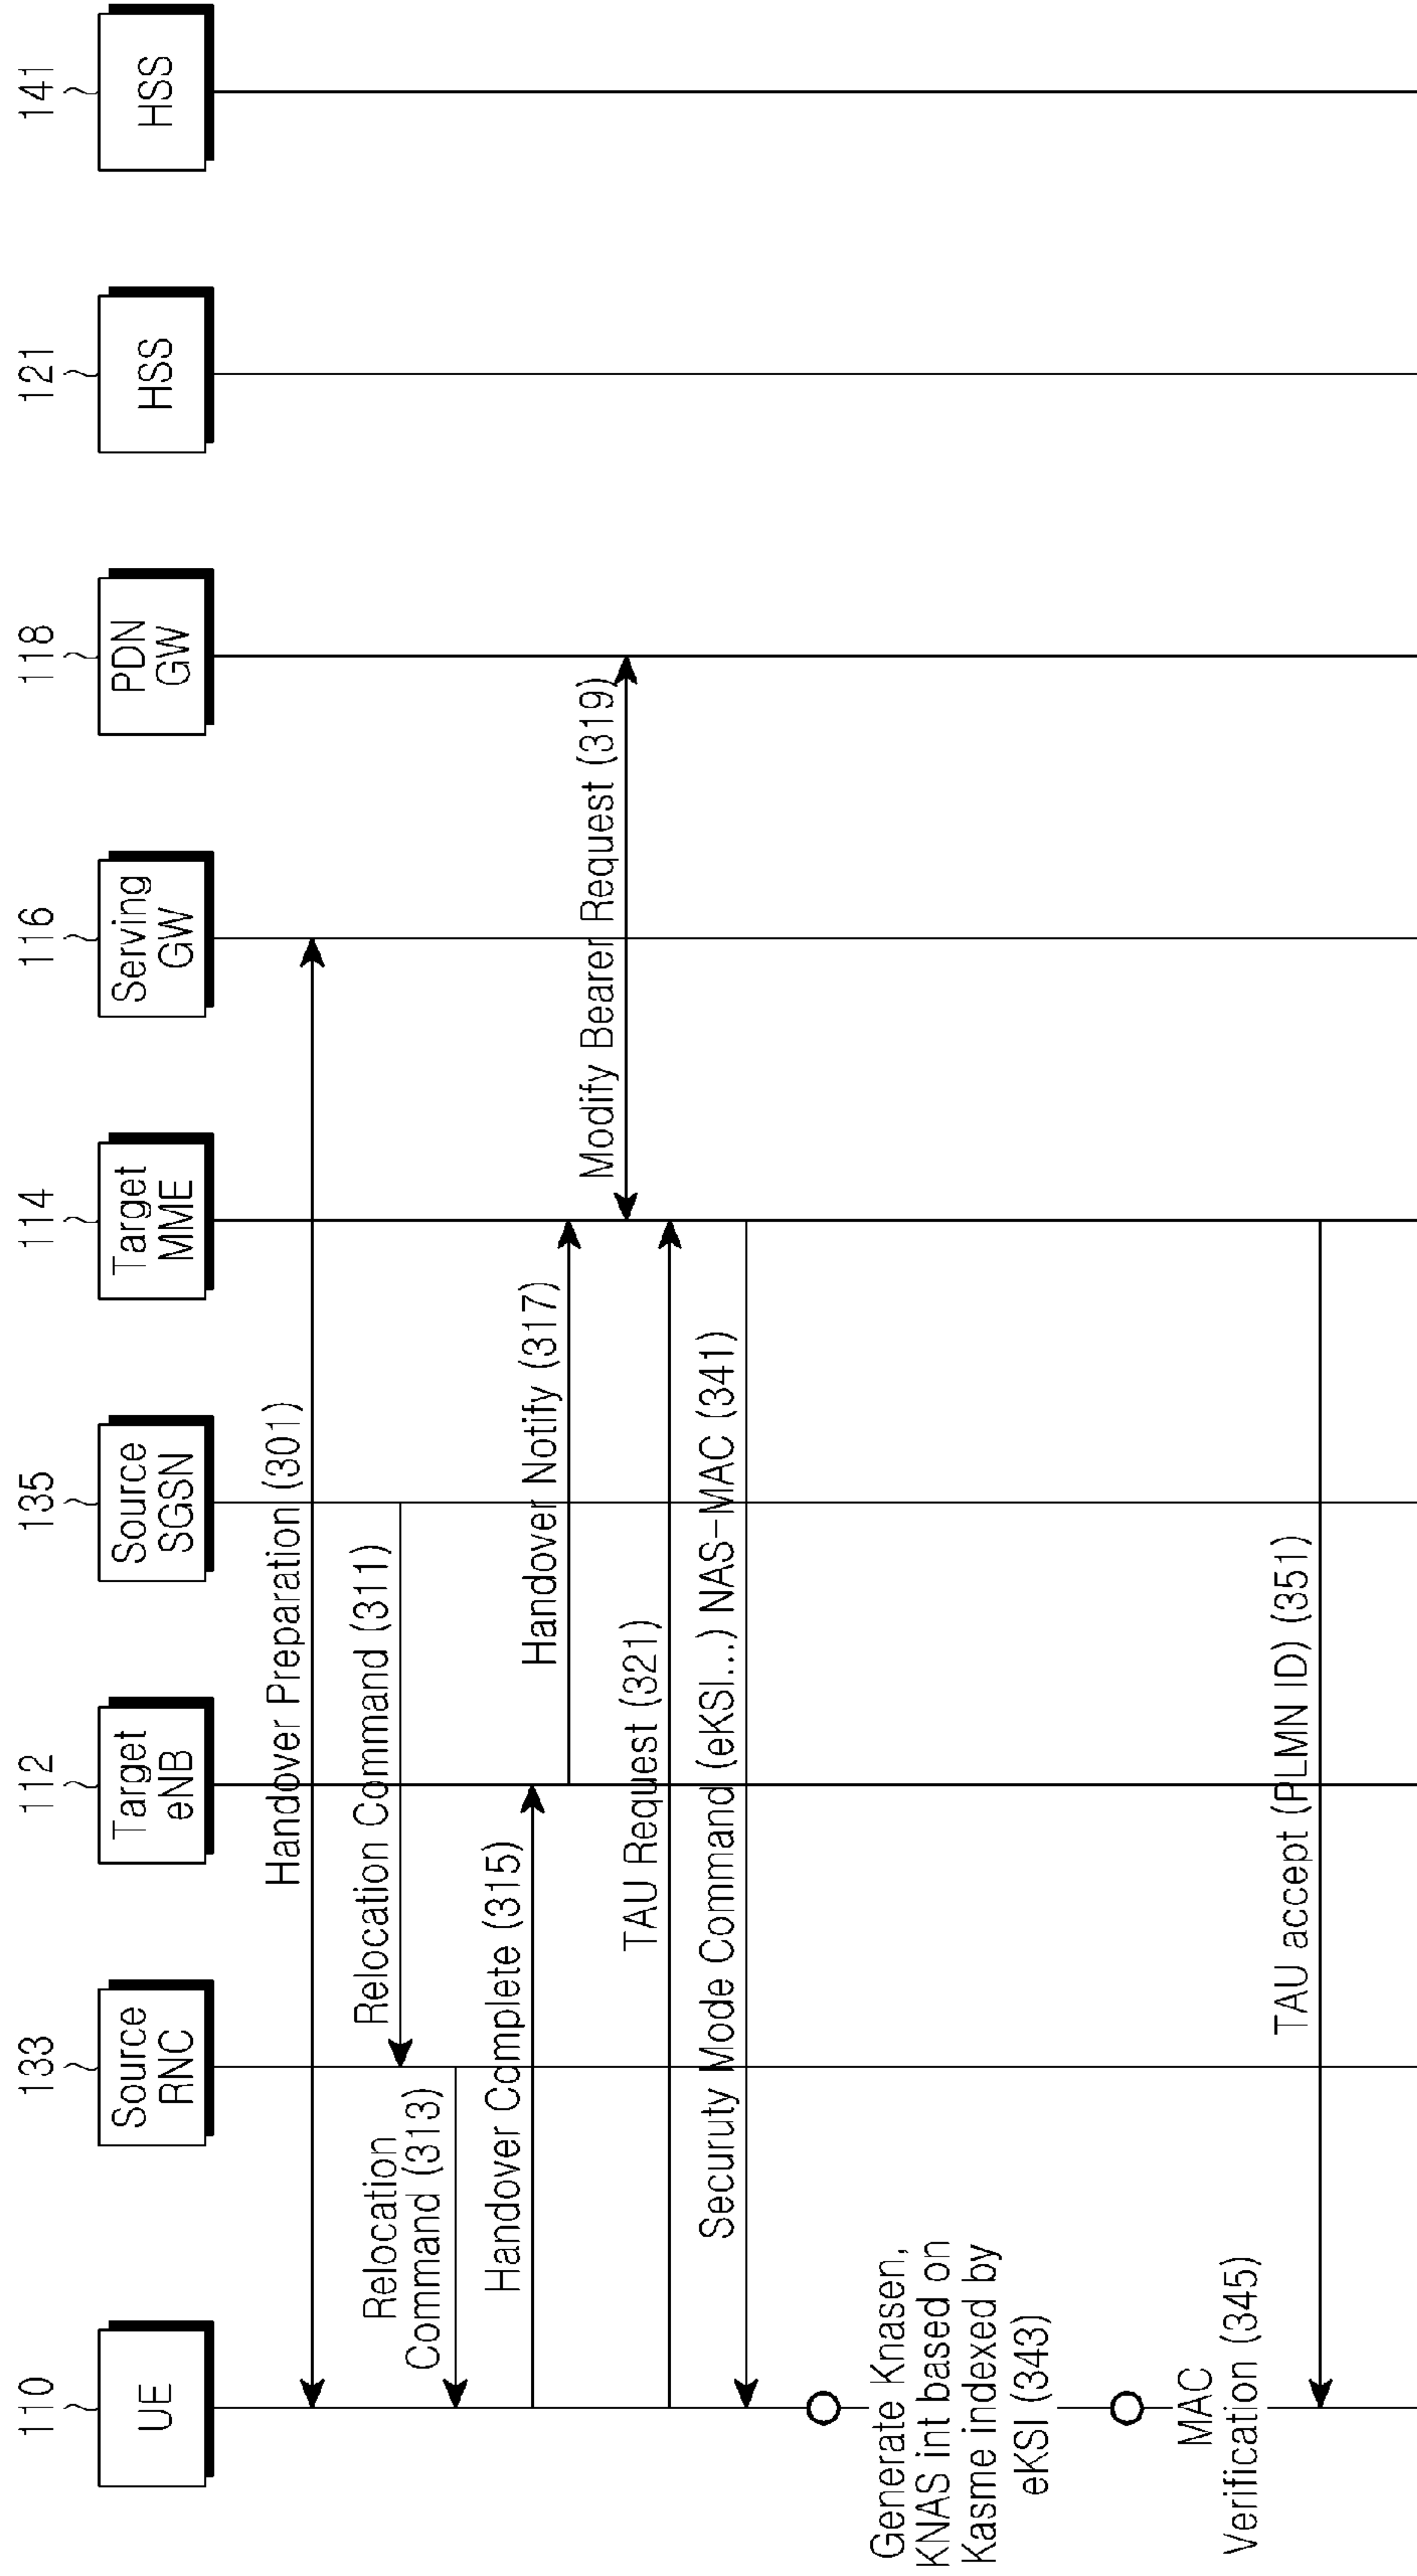 110
133
112
135
114
116
118
121
141
UE
Source
RNC
Target
eNB
Source
SGSN
Target
MME
Serving
GW
PDN
GW
HSS
HSS
Handover Preparation (301)
Relocation Command (311)
Relocation
Command (313)
Handover Complete (315)
Handover Notify (317)
Modify Bearer Request (319)
TAU Request (321)
Securuty Mode Command (eKSI...) NAS-MAC (341)
Generate Knasen,
KNAS int based on
Kasme indexed by
eKSI (343)
MAC
Verification (345)
TAU accept (PLMN ID) (351)